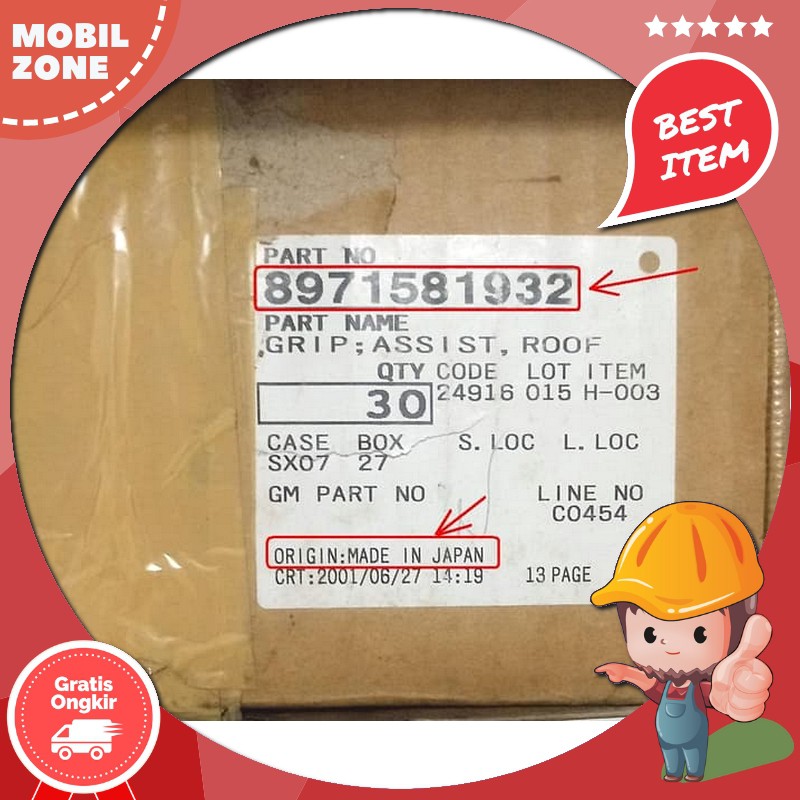 MOBIL
ZONE
BEST
ITEM
PART NO
8971581932
PART NAME
GRIP;ASSIST, ROOF
QTY CODE LOT ITEM
30 24916 015 H-003
CASE BOX S. LOC L. LOC
SX07 27
GM PART NO LINE NO
C0454
ORIGIN:MADE IN JAPAN
CRT:2001/06/27 14:19 13 PAGE
Gratis
Ongkir